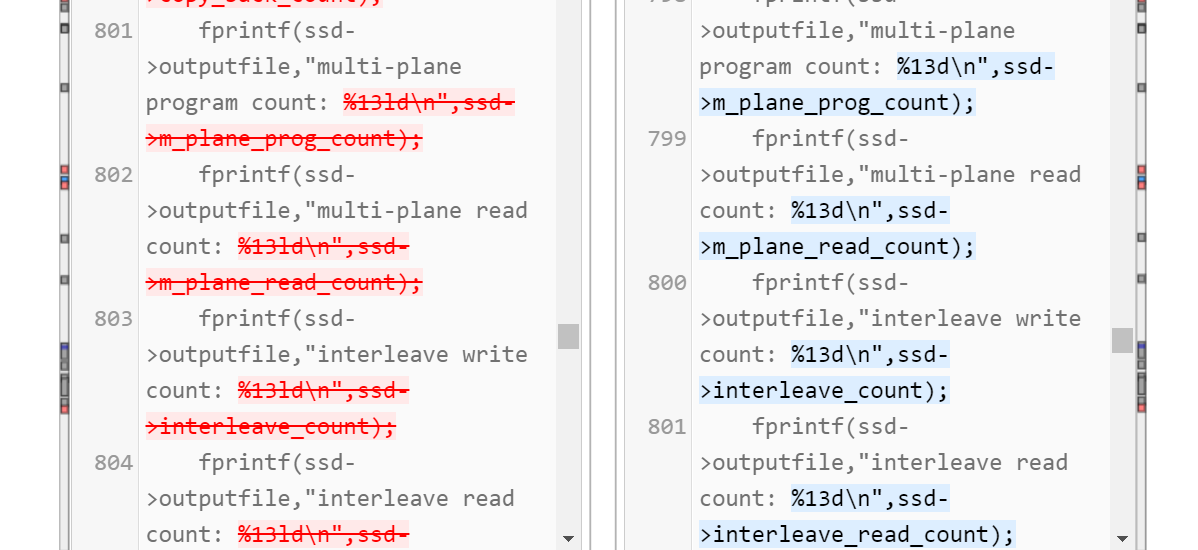 >copy_back_count);
801 fprintf(ssd-
>outputfile,"multi-plane
program count: %13ld\n",ssd-
>m_plane_prog_count);
802 fprintf(ssd-
>outputfile,"multi-plane read
count: %13ld\n",ssd-
>m_plane_read_count);
803 fprintf(ssd-
>outputfile,"interleave write
count: %13ld\n",ssd-
>interleave_count);
804 fprintf(ssd-
>outputfile,"interleave read
count: %13ld\n",ssd-
798 fprintf(ssd-
>outputfile,"multi-plane
program count: %13d\n",ssd-
>m_plane_prog_count);
799 fprintf(ssd-
>outputfile,"multi-plane read
count: %13d\n",ssd-
>m_plane_read_count);
800 fprintf(ssd-
>outputfile,"interleave write
count: %13d\n",ssd-
>interleave_count);
801 fprintf(ssd-
>outputfile,"interleave read
count: %13d\n",ssd-
>interleave_read_count);